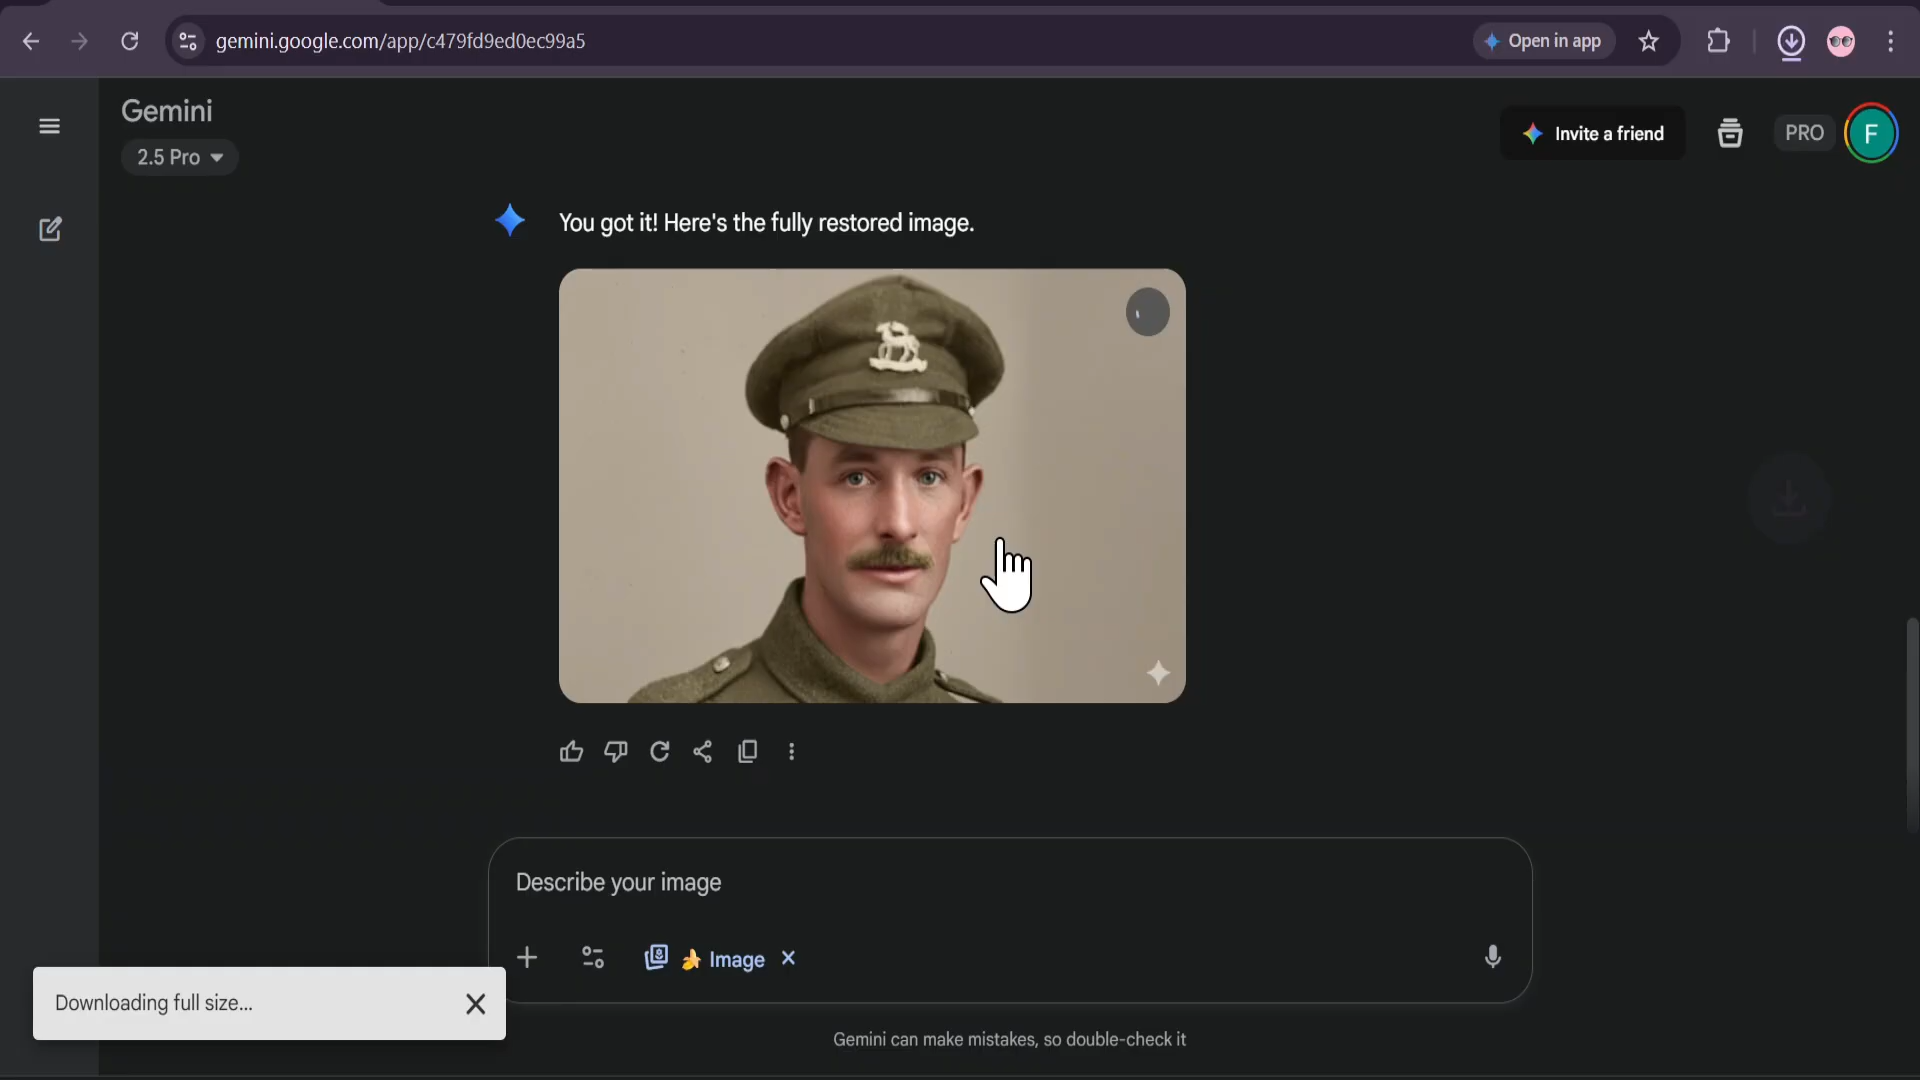 gemini.google.com/app/c479fd9ed0ec99a5
Open in app
Gemini
2.5 Pro
Invite a friend
PRO
F
You got it! Here's the fully restored image.
Describe your image
Image
Downloading full size...
Gemini can make mistakes, so double-check it